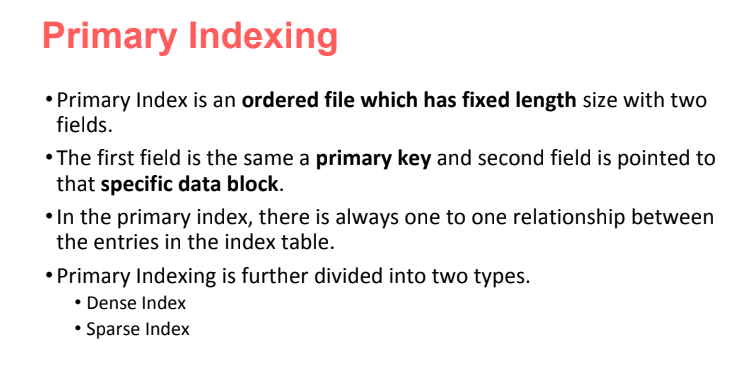 Primary Indexing
• Primary Index is an ordered file which has fixed length size with two
fields.
• The first field is the same a primary key and second field is pointed to
that specific data block.
• In the primary index, there is always one to one relationship between
the entries in the index table.
• Primary Indexing is further divided into two types.
• Dense Index
• Sparse Index